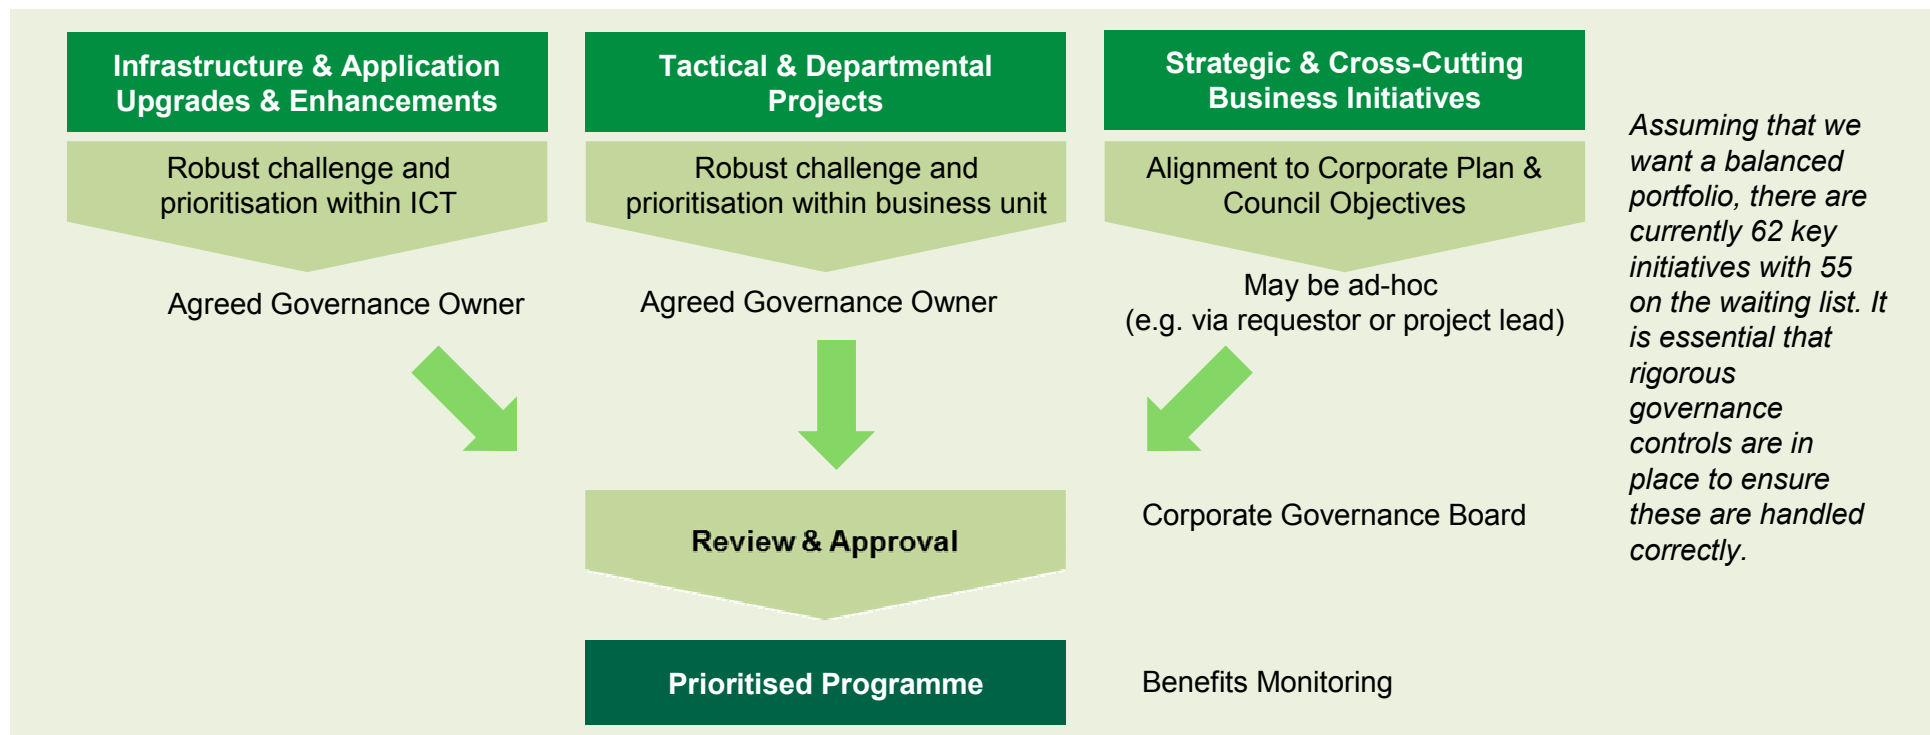 Infrastructure & Application
Upgrades & Enhancements
Robust challenge and
prioritisation within ICT
Agreed Governance Owner
Tactical & Departmental
Projects
Robust challenge and
prioritisation within business unit
Agreed Governance Owner
Strategic & Cross-Cutting
Business Initiatives
Alignment to Corporate Plan &
Council Objectives
May be ad-hoc
(e.g. via requestor or project lead)
Review & Approval
Corporate Governance Board
Prioritised Programme
Benefits Monitoring
Assuming that we
want a balanced
portfolio, there are
currently 62 key
initiatives with 55
on the waiting list. It
is essential that
rigorous
governance
controls are in
place to ensure
these are handled
correctly.